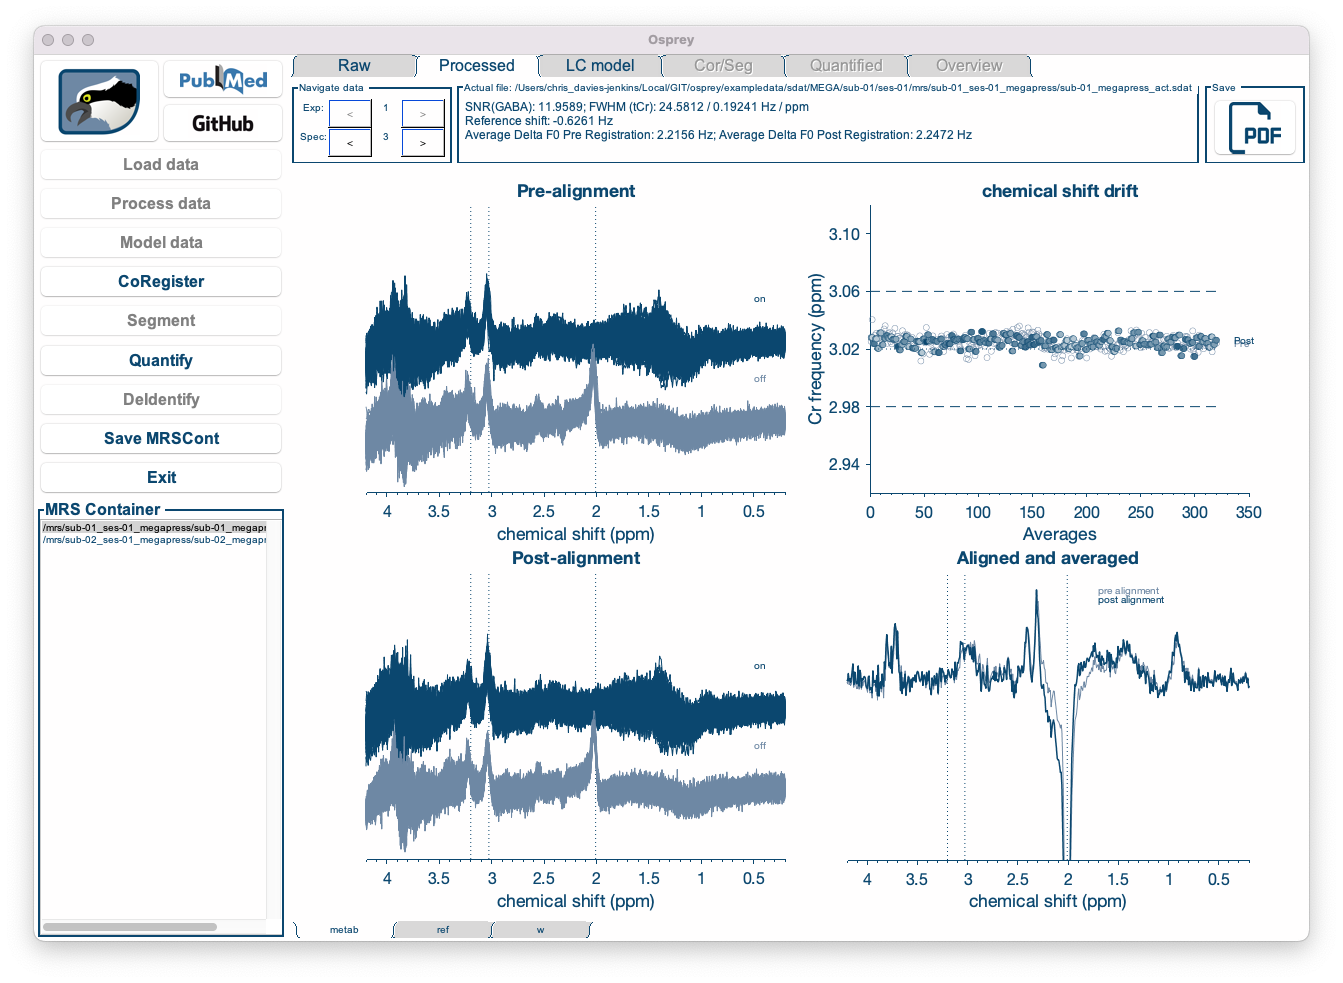 Osprey
PubMed
GitHub
Load data
Process data
Model data
CoRegister
Segment
Quantify
DeIdentify
Save MRSCont
Exit
MRS Container
/mrs/sub-01_ses-01_megapress/sub-01_megapr
/mrs/sub-02_ses-01_megapress/sub-02_megapr
Raw Processed LC model Cor/Seg Quantified Overview
Navigate data
Exp: < 1 >
Spec: < 3 >
Actual file: /Users/chris_davies-jenkins/Local/GIT/osprey/exampledata/sdat/MEGA/sub-01/ses-01/mrs/sub-01_ses-01_megapress/sub-01_megapress_act.sdat
SNR(GABA): 11.9589; FWHM (tCr): 24.5812 / 0.19241 Hz / ppm
Reference shift: -0.6261 Hz
Average Delta F0 Pre Registration: 2.2156 Hz; Average Delta F0 Post Registration: 2.2472 Hz
Save
PDF
Pre-alignment
on
off
4 3.5 3 2.5 2 1.5 1 0.5
chemical shift (ppm)
chemical shift drift
Cr frequency (ppm)
3.10
3.06
3.02
2.98
2.94
Post
0 50 100 150 200 250 300 350
Averages
Post-alignment
on
off
4 3.5 3 2.5 2 1.5 1 0.5
chemical shift (ppm)
Aligned and averaged
pre alignment
post alignment
4 3.5 3 2.5 2 1.5 1 0.5
chemical shift (ppm)
metab ref w